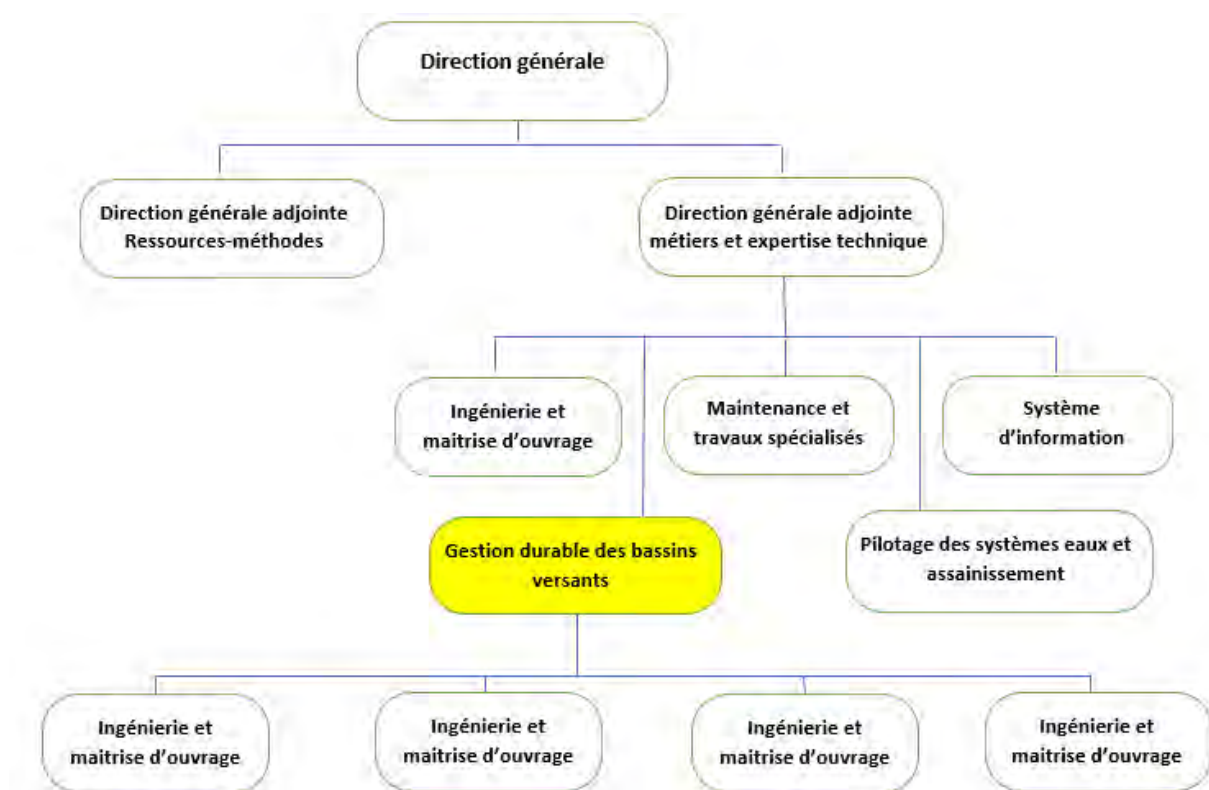 Direction générale
Direction générale adjointe
Ressources-méthodes
Direction générale adjointe
métiers et expertise technique
Ingénierie et
maitrise d'ouvrage
Maintenance et
travaux spécialisés
Système
d'information
Gestion durable des bassins
versants
Pilotage des systèmes eaux et
assainissement
Ingénierie et
maitrise d'ouvrage
Ingénierie et
maitrise d'ouvrage
Ingénierie et
maitrise d'ouvrage
Ingénierie et
maitrise d'ouvrage